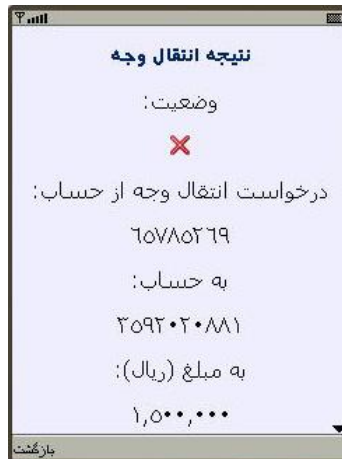 نتیجه انتقال وجه
وضعیت:
درخواست انتقال وجه از حساب:
٦٥٧٨٥٢٦٩
به حساب:
٢٥٩٢٠٢٠٨٨١
به مبلغ (ریال):
١,٥٠٠,٠٠٠
بازگشت